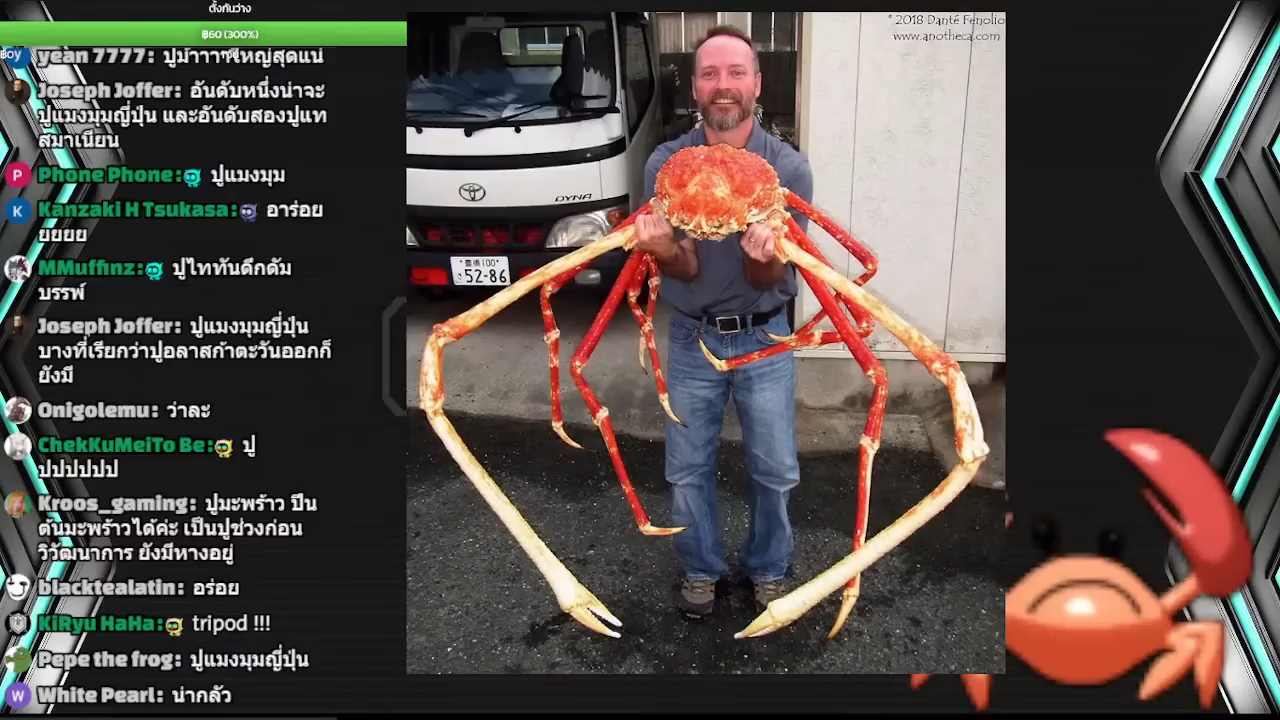 ตั้งกันว่าง
฿60 (300%)
yean 7777: ปูม้าาาาใหญ่สุดแน่
Joseph Joffer: อันดับหนึ่งน่าจะ
ปูแมงมุมญี่ปุ่น และอันดับสองปูแท
สมาเนียน
Phone Phone: ปูแมงมุม
Kanzaki H Tsukasa: อาร่อย
ยยยย
MMuffinz: ปูไททันดึกดัม
บรรพ์
Joseph Joffer: ปูแมงมุมญี่ปุ่น
บางที่เรียกว่าปูอลาสก้าตะวันออกก็
ยังมี
Onigolemu: ว่าละ
ChekKuMeiTo Be: ปู
ปปปปปป
Kroos_gaming: ปูมะพร้าว ปีน
ต้นมะพร้าวได้ค่ะ เป็นปูช่วงก่อน
วิวัฒนาการ ยังมีหางอยู่
blacktealatin: อร่อย
KiRyu HaHa: tripod !!!
Pepe the frog: ปูแมงมุมญี่ปุ่น
White Pearl: น่ากลัว
© 2018 Danté Fenolio
www.anotheca.com
DYNA
52-86